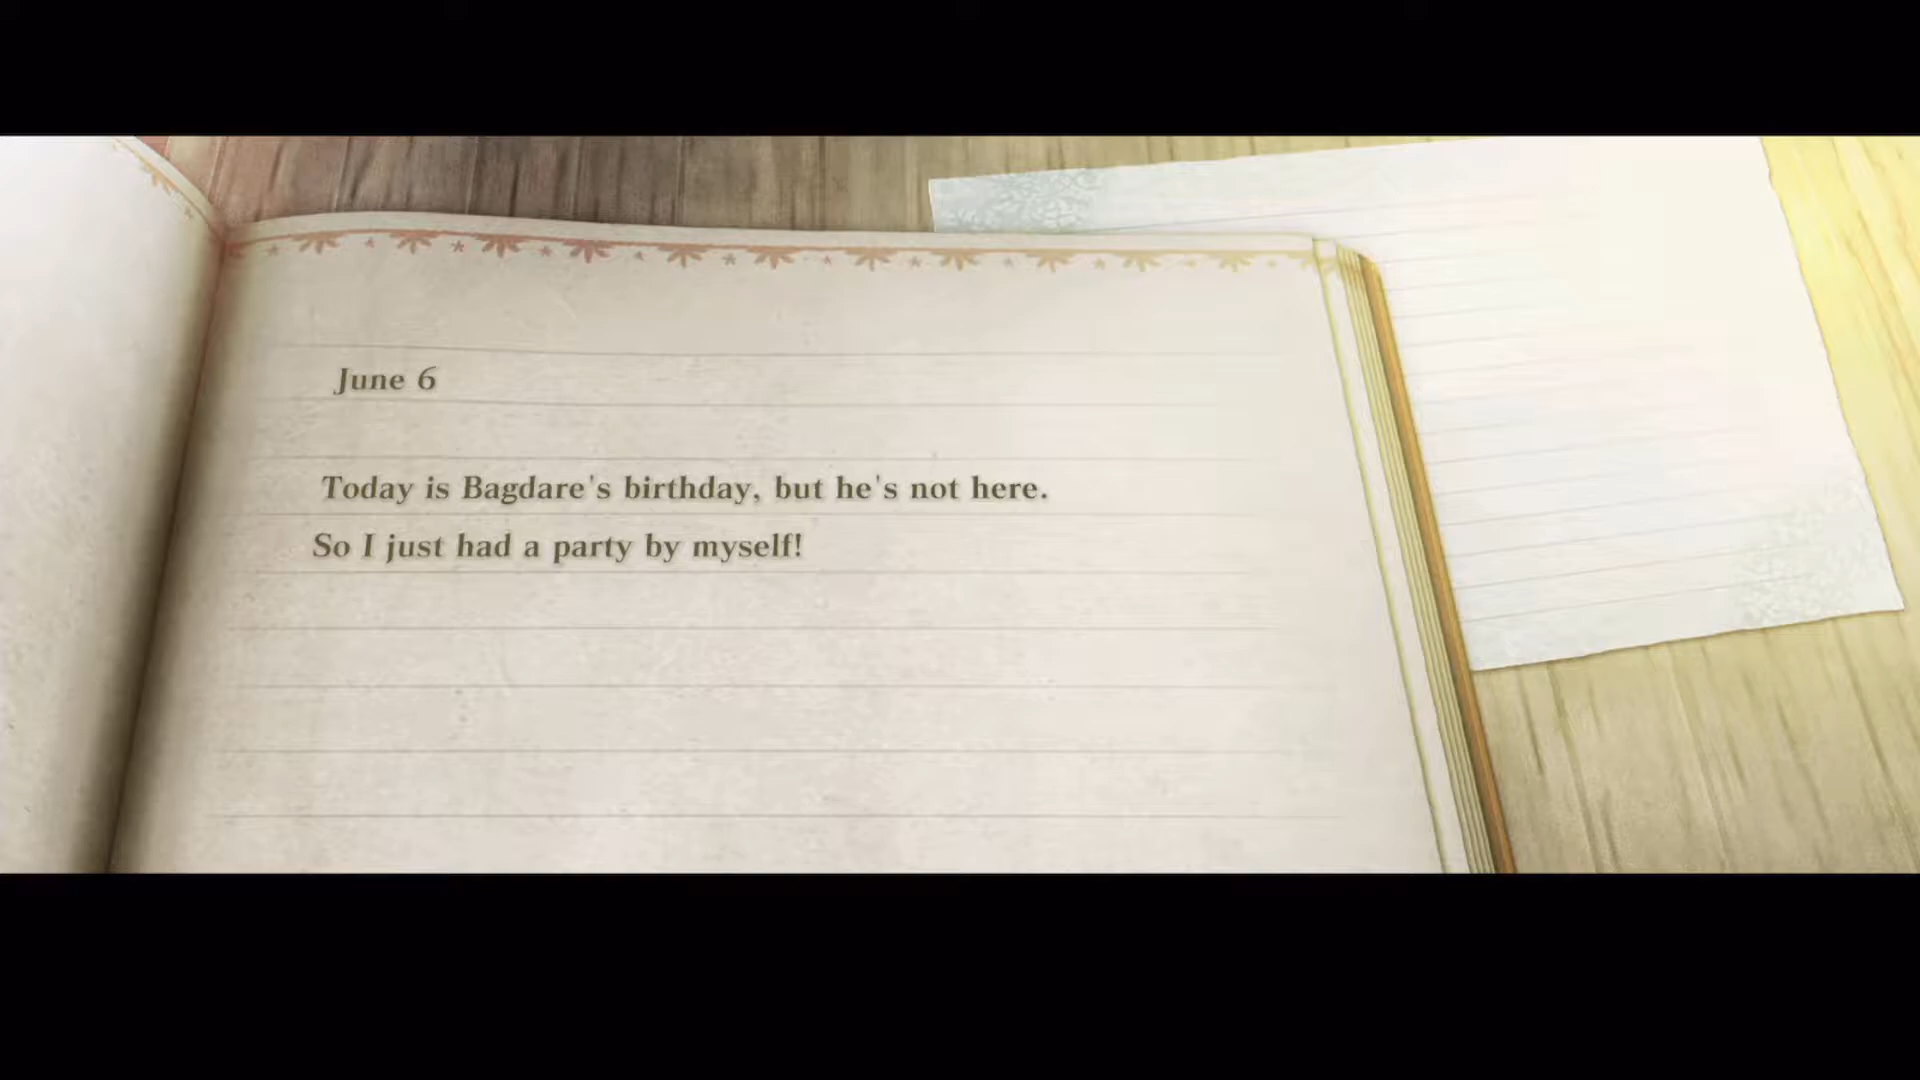 June 6
Today is Bagdare's birthday, but he's not here.
So I just had a party by myself!